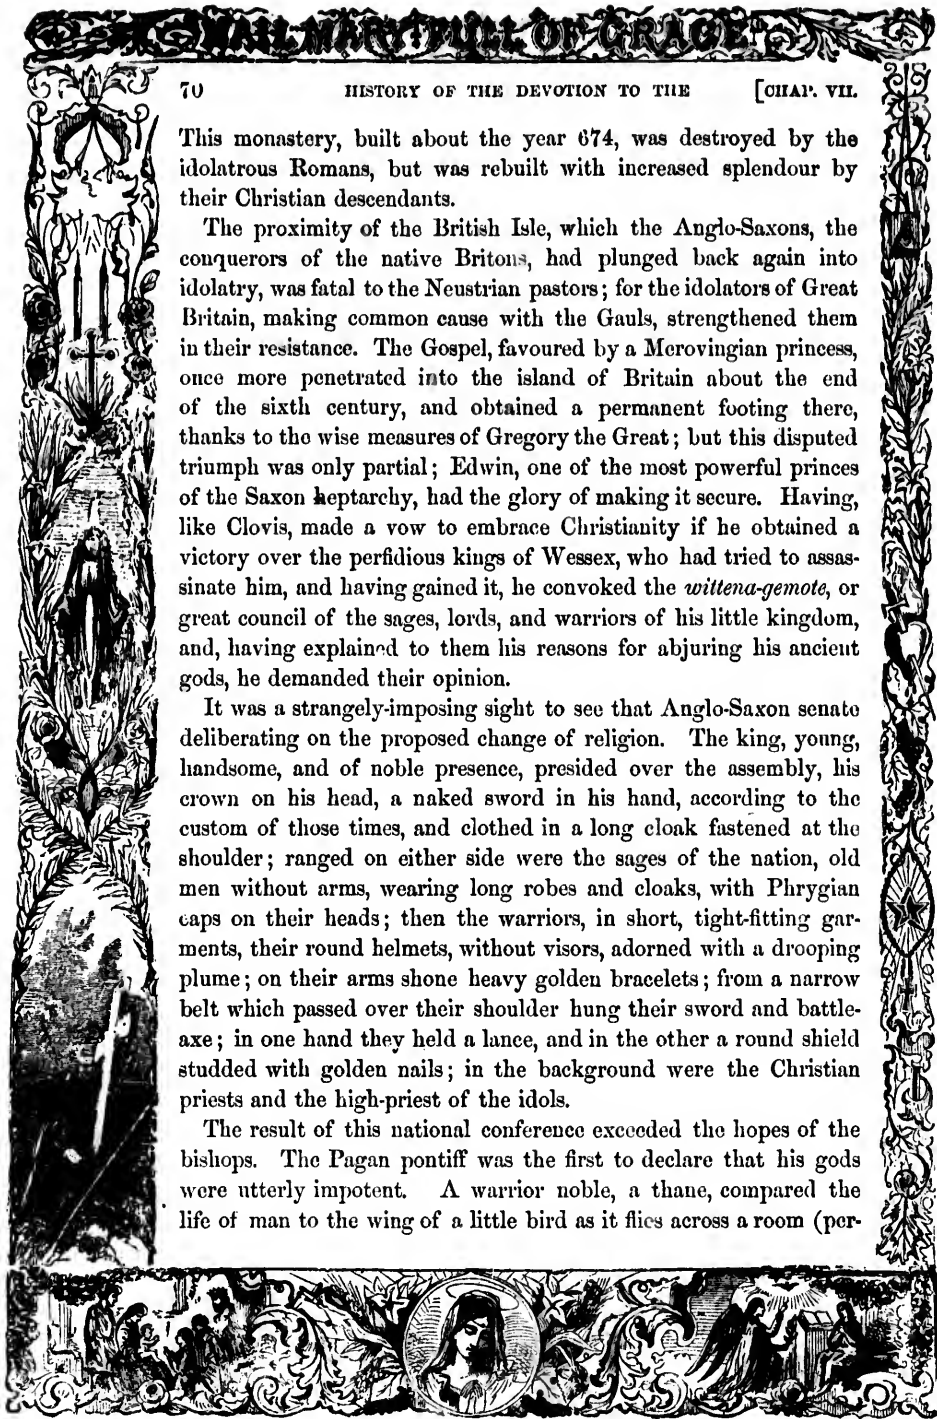 HAIL MARY FULL OF GRACE
70 HISTORY OF THE DEVOTION TO THE [CHAP. VII.
This monastery, built about the year 674, was destroyed by the
idolatrous Romans, but was rebuilt with increased splendour by
their Christian descendants.
The proximity of the British Isle, which the Anglo-Saxons, the
conquerors of the native Britons, had plunged back again into
idolatry, was fatal to the Neustrian pastors; for the idolators of Great
Britain, making common cause with the Gauls, strengthened them
in their resistance. The Gospel, favoured by a Merovingian princess,
once more penetrated into the island of Britain about the end
of the sixth century, and obtained a permanent footing there,
thanks to the wise measures of Gregory the Great; but this disputed
triumph was only partial; Edwin, one of the most powerful princes
of the Saxon heptarchy, had the glory of making it secure. Having,
like Clovis, made a vow to embrace Christianity if he obtained a
victory over the perfidious kings of Wessex, who had tried to assas-
sinate him, and having gained it, he convoked the wittena-gemote, or
great council of the sages, lords, and warriors of his little kingdom,
and, having explained to them his reasons for abjuring his ancient
gods, he demanded their opinion.
It was a strangely-imposing sight to see that Anglo-Saxon senate
deliberating on the proposed change of religion. The king, young,
handsome, and of noble presence, presided over the assembly, his
crown on his head, a naked sword in his hand, according to the
custom of those times, and clothed in a long cloak fastened at the
shoulder; ranged on either side were the sages of the nation, old
men without arms, wearing long robes and cloaks, with Phrygian
caps on their heads; then the warriors, in short, tight-fitting gar-
ments, their round helmets, without visors, adorned with a drooping
plume; on their arms shone heavy golden bracelets; from a narrow
belt which passed over their shoulder hung their sword and battle-
axe; in one hand they held a lance, and in the other a round shield
studded with golden nails; in the background were the Christian
priests and the high-priest of the idols.
The result of this national conference exceeded the hopes of the
bishops. The Pagan pontiff was the first to declare that his gods
were utterly impotent. A warrior noble, a thane, compared the
life of man to the wing of a little bird as it flies across a room (per-